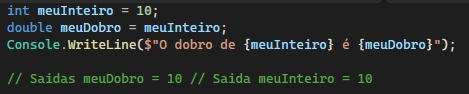 int meuInteiro = 10;
double meuDobro = meuInteiro;
Console.WriteLine($"O dobro de {meuInteiro} é {meuDobro}");
// Saidas meuDobro = 10 // Saida meuInteiro = 10